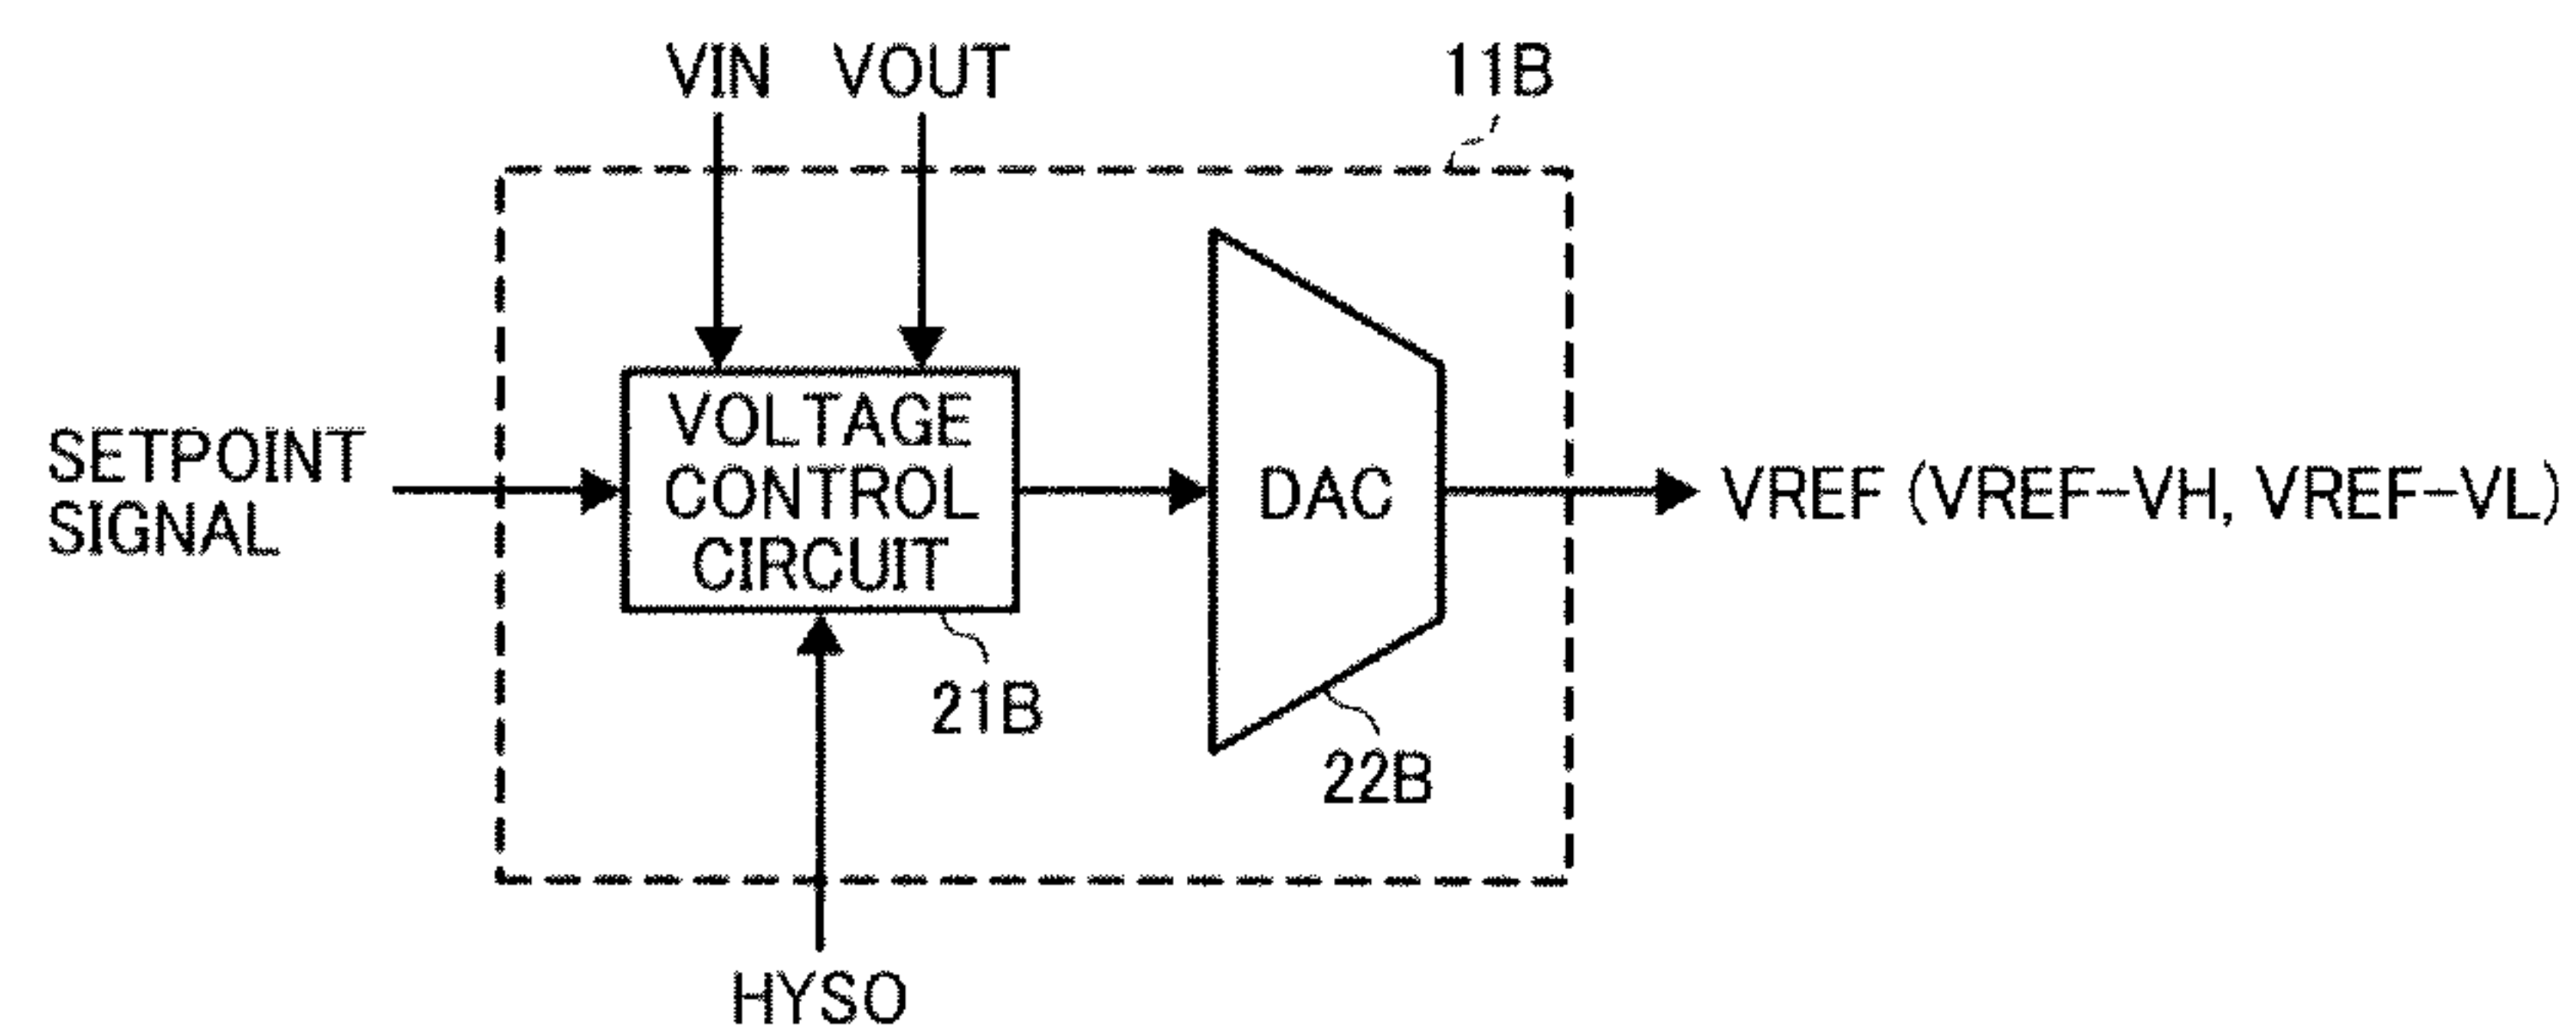 VIN VOUT 11B
SETPOINT
SIGNAL
VOLTAGE
CONTROL
CIRCUIT
DAC
VREF (VREF-VH, VREF-VL)
21B
22B
HYSO